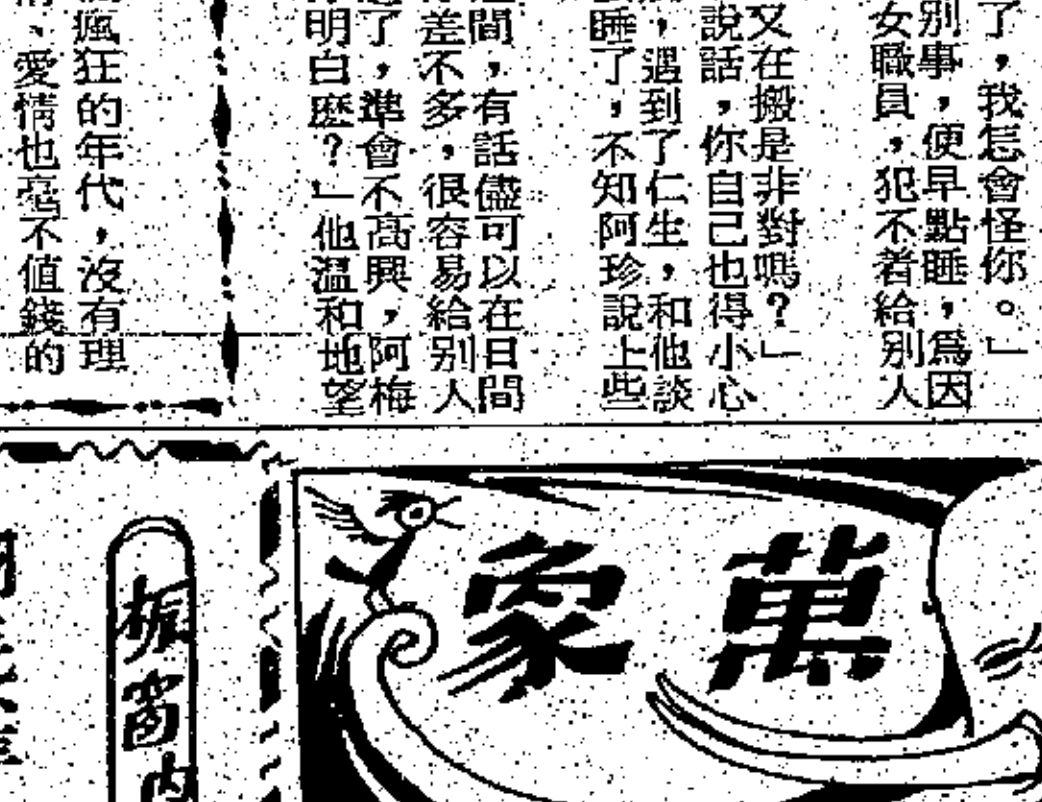 了，我怎會怪你。」
別事，便早點睡，爲因
女職員，犯不着給別人
又在搬是非對嗎？」
說話，你自己也得小心
，遇到了仁生，和他談
睡了，不知阿珍說上些
間，有話儘可以在日間
差不多，很容易給別人
了，準會不高興，阿梅
明白麽？」他溫和地望
瘋狂的年代，沒有理
、愛情也毫不值錢的
萬象
窗內